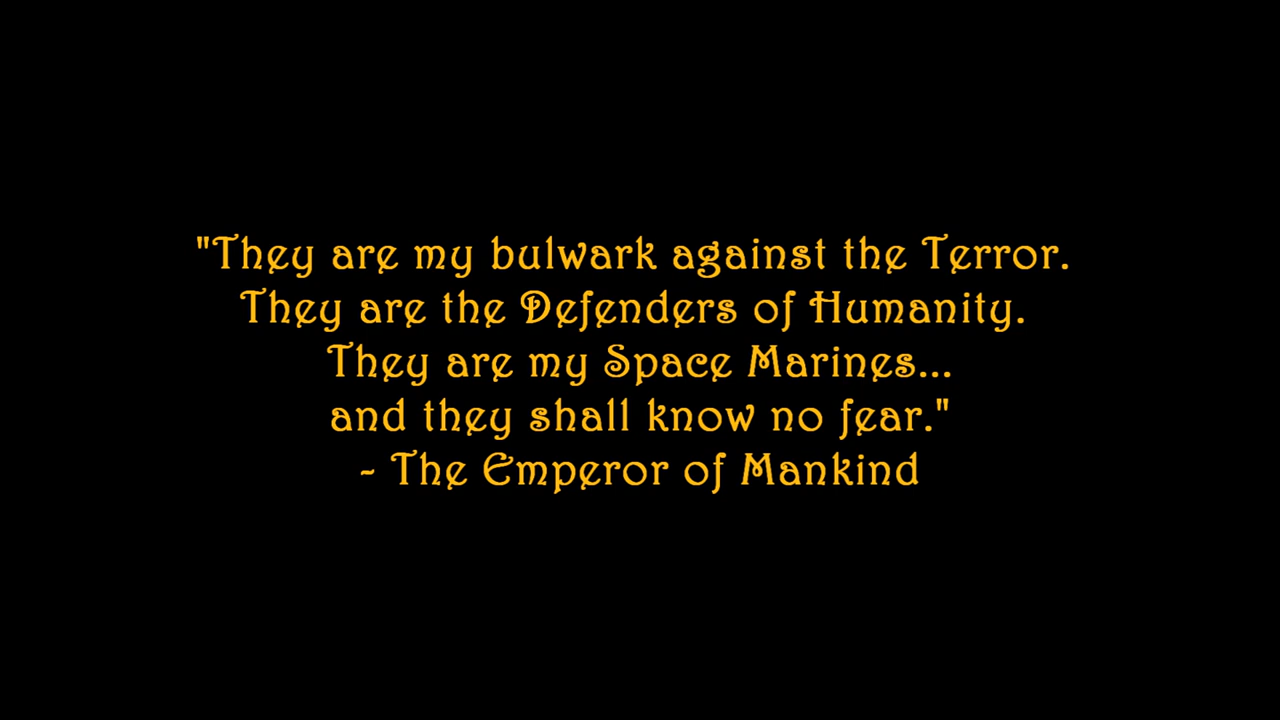 "They are my bulwark against the Terror.
They are the Defenders of Humanity.
They are my Space Marines...
and they shall know no fear."
- The Emperor of Mankind